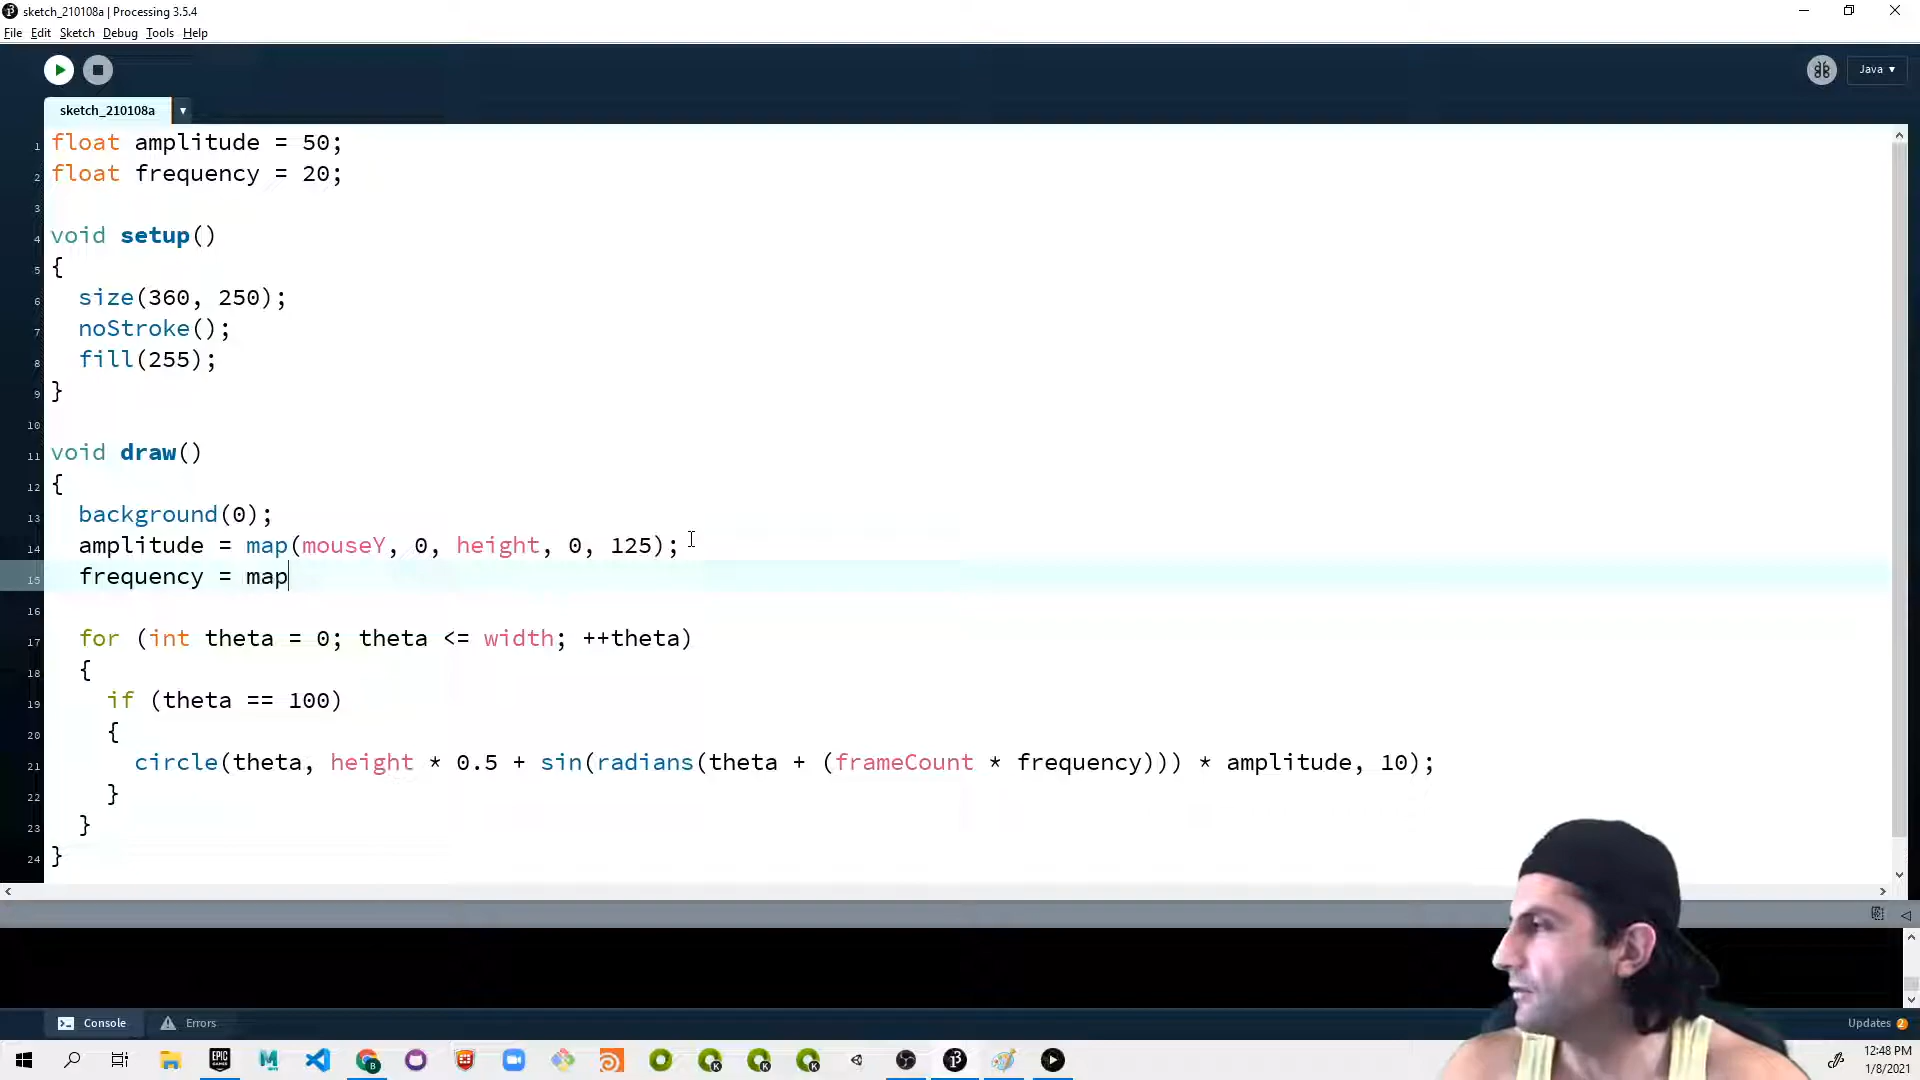 sketch_210108a | Processing 3.5.4
File Edit Sketch Debug Tools Help
Java ▾
sketch_210108a
1 float amplitude = 50;
2 float frequency = 20;
3
4 void setup()
5 {
6 size(360, 250);
7 noStroke();
8 fill(255);
9 }
10
11 void draw()
12 {
13 background(0);
14 amplitude = map(mouseY, 0, height, 0, 125);
15 frequency = map
16
17 for (int theta = 0; theta <= width; ++theta)
18 {
19 if (theta == 100)
20 {
21 circle(theta, height * 0.5 + sin(radians(theta + (frameCount * frequency))) * amplitude, 10);
22 }
23 }
24 }
Console Errors Updates 2
EPIC GAMES
12:48 PM
1/8/2021